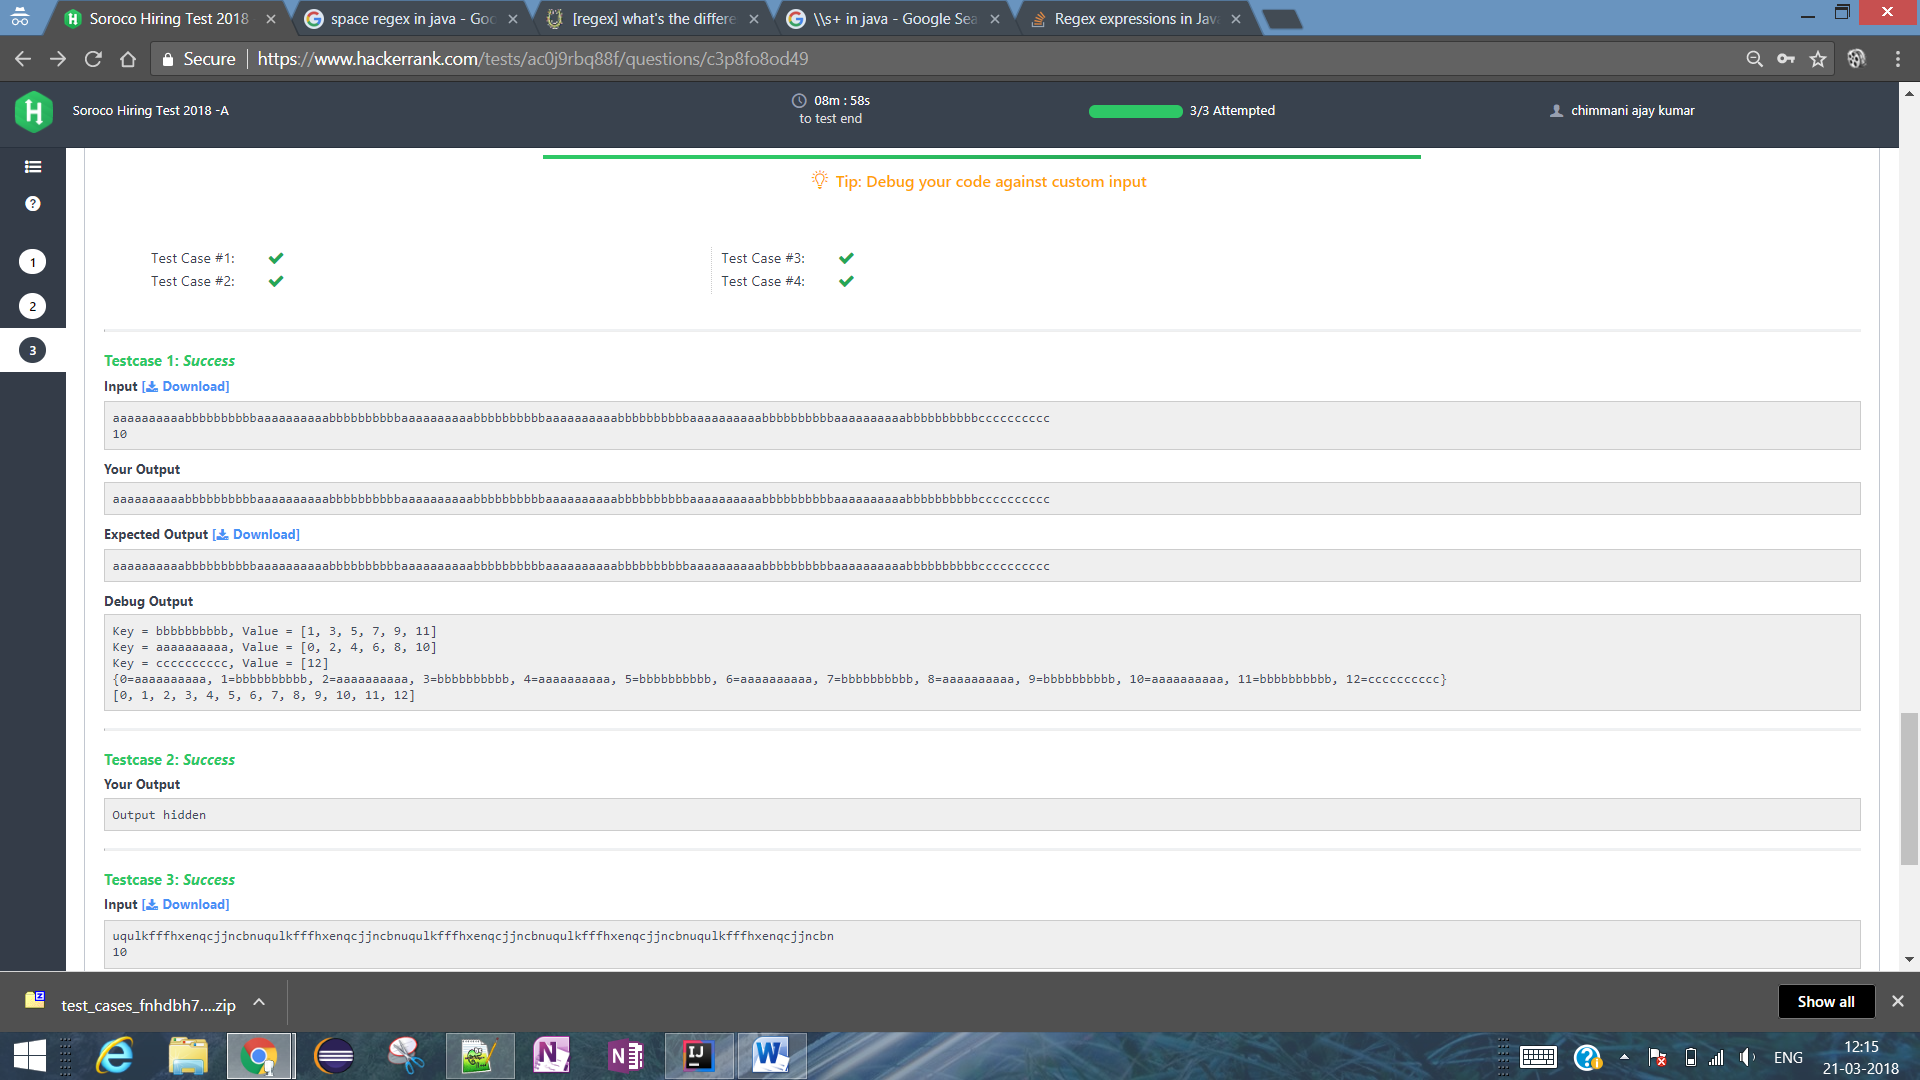 Soroco Hiring Test 2018
space regex in java - Goo
[regex] what's the differe
\\s+ in java - Google Sea
Regex expressions in Java
Secure
https://www.hackerrank.com/tests/ac0j9rbq88f/questions/c3p8fo8od49
H
Soroco Hiring Test 2018 -A
08m : 58s
to test end
3/3 Attempted
chimmani ajay kumar
Tip: Debug your code against custom input
1
2
3
Test Case #1:
Test Case #2:
Test Case #3:
Test Case #4:
Testcase 1: Success
Input [Download]
aaaaaaaaaabbbbbbbbbbaaaaaaaaaabbbbbbbbbbaaaaaaaaaabbbbbbbbbbaaaaaaaaaabbbbbbbbbbaaaaaaaaaabbbbbbbbbbaaaaaaaaaabbbbbbbbbbcccccccccc
10
Your Output
aaaaaaaaaabbbbbbbbbbaaaaaaaaaabbbbbbbbbbaaaaaaaaaabbbbbbbbbbaaaaaaaaaabbbbbbbbbbaaaaaaaaaabbbbbbbbbbaaaaaaaaaabbbbbbbbbbcccccccccc
Expected Output [Download]
aaaaaaaaaabbbbbbbbbbaaaaaaaaaabbbbbbbbbbaaaaaaaaaabbbbbbbbbbaaaaaaaaaabbbbbbbbbbaaaaaaaaaabbbbbbbbbbaaaaaaaaaabbbbbbbbbbcccccccccc
Debug Output
Key = bbbbbbbbbb, Value = [1, 3, 5, 7, 9, 11]
Key = aaaaaaaaaa, Value = [0, 2, 4, 6, 8, 10]
Key = cccccccccc, Value = [12]
{0=aaaaaaaaaa, 1=bbbbbbbbbb, 2=aaaaaaaaaa, 3=bbbbbbbbbb, 4=aaaaaaaaaa, 5=bbbbbbbbbb, 6=aaaaaaaaaa, 7=bbbbbbbbbb, 8=aaaaaaaaaa, 9=bbbbbbbbbb, 10=aaaaaaaaaa, 11=bbbbbbbbbb, 12=cccccccccc}
[0, 1, 2, 3, 4, 5, 6, 7, 8, 9, 10, 11, 12]
Testcase 2: Success
Your Output
Output hidden
Testcase 3: Success
Input [Download]
uqulkfffhxenqcjjncbnuqulkfffhxenqcjjncbnuqulkfffhxenqcjjncbnuqulkfffhxenqcjjncbnuqulkfffhxenqcjjncbn
10
test_cases_fnhdbh7....zip
Show all
ENG
12:15
21-03-2018